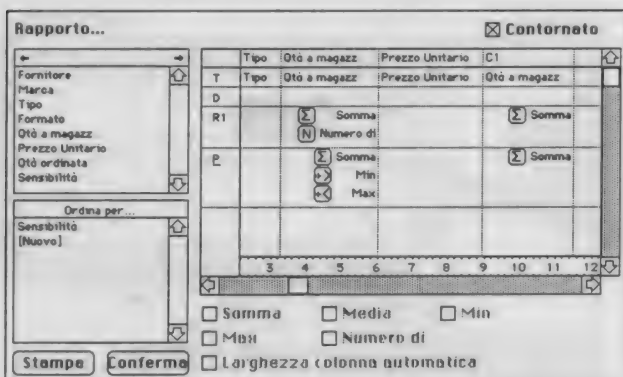 Rapporto...
Contornato
Fornitore
Marca
Tipo
Formato
Qtà a magazz
Prezzo Unitario
Qtà ordinata
Sensibilità
Ordina per...
Sensibilità
[Nuovo]
Stampa
Conferma
Tipo Qtà a magazz Prezzo Unitario C1
T Tipo Qtà a magazz Prezzo Unitario Qtà a magazz
D
R1 Σ Somma Σ Somma
N Numero di
P Σ Somma Σ Somma
Min
Max
3 4 5 6 7 8 9 10 11 12
Somma Media Min
Max Numero di
Larghezza colonna automatica